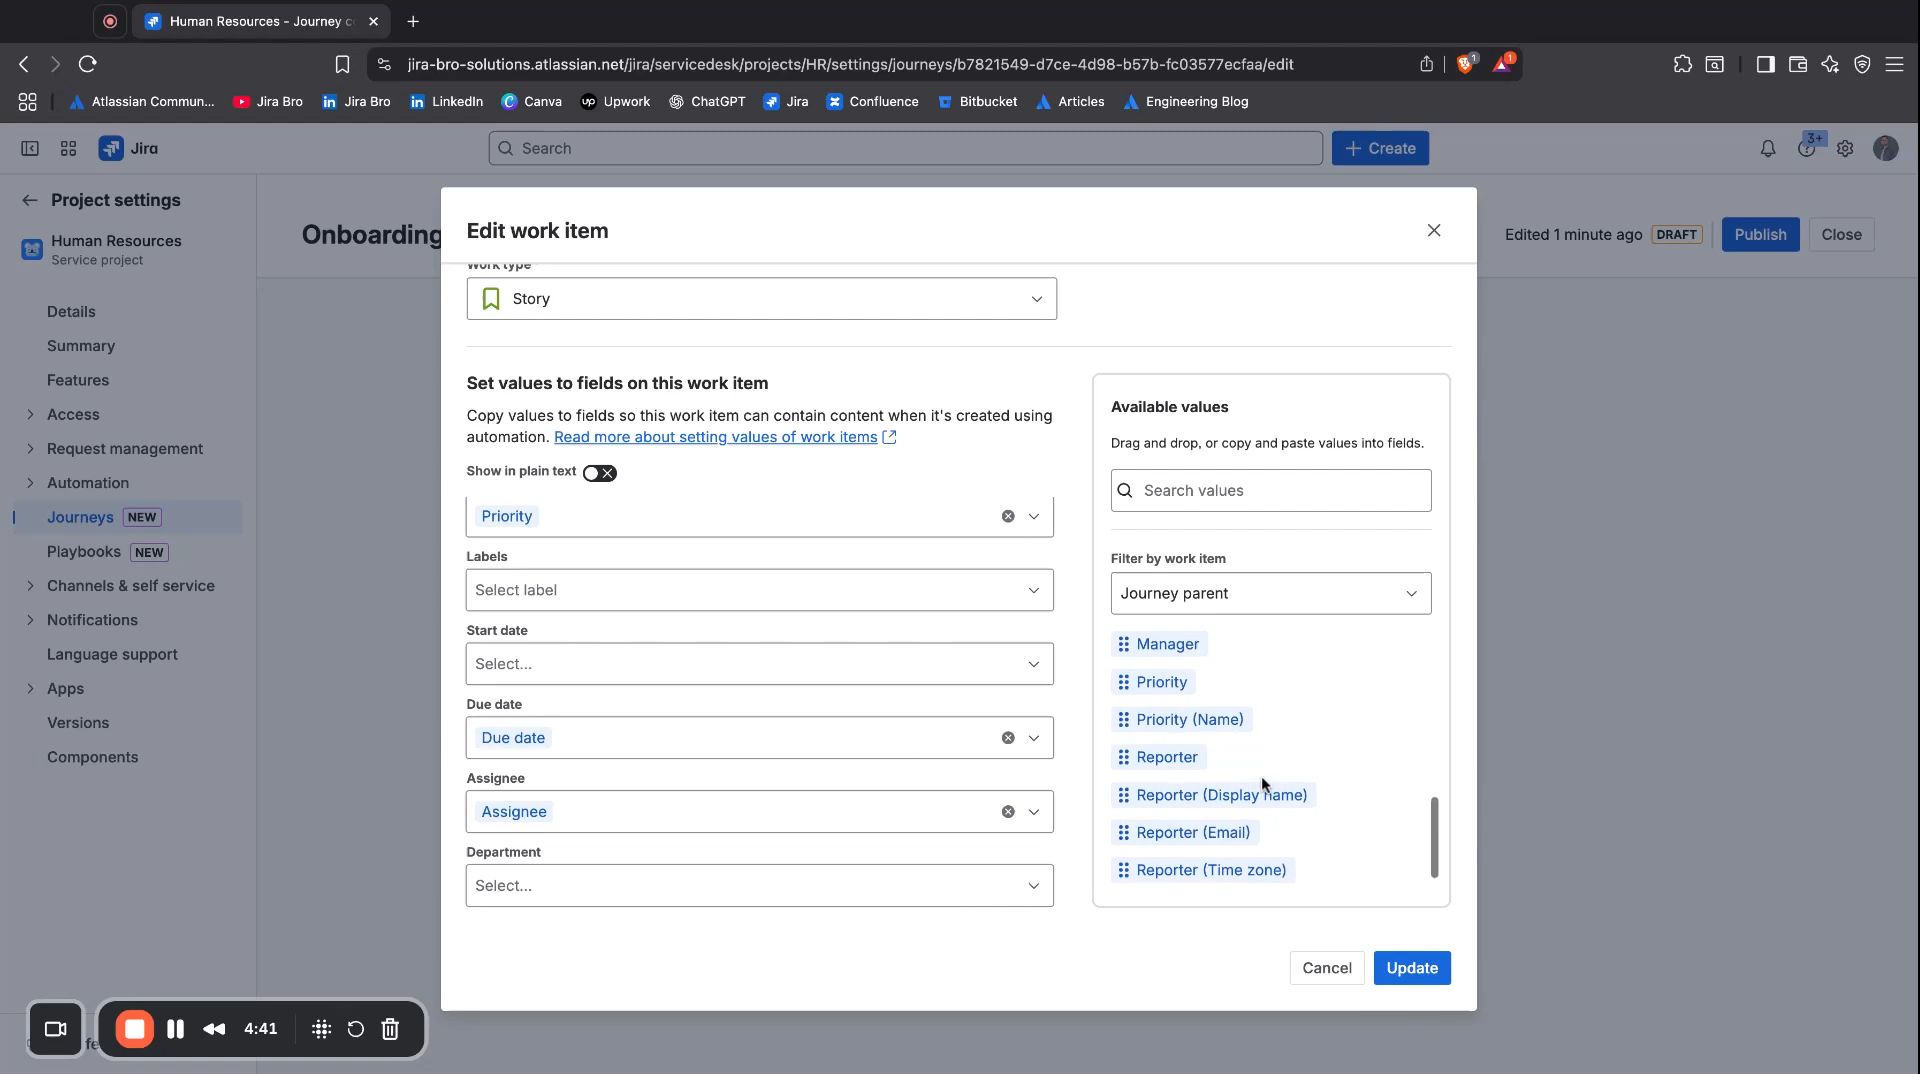 Human Resources - Journey c
jira-bro-solutions.atlassian.net/jira/servicedesk/projects/HR/settings/journeys/b7821549-d7ce-4d98-b57b-fc03577ecfaa/edit
1
1
Atlassian Commun...
Jira Bro
Jira Bro
LinkedIn
Canva
Upwork
ChatGPT
Jira
Confluence
Bitbucket
Articles
Engineering Blog
Jira
Search
Create
3+
Project settings
Human Resources
Service project
Details
Summary
Features
Access
Request management
Automation
Journeys NEW
Playbooks NEW
Channels & self service
Notifications
Language support
Apps
Versions
Components
Onboarding
Edited 1 minute ago DRAFT
Publish
Close
Edit work item
Work type
Story
Set values to fields on this work item
Copy values to fields so this work item can contain content when it's created using
automation. Read more about setting values of work items
Show in plain text
Priority
Labels
Select label
Start date
Select...
Due date
Due date
Assignee
Assignee
Department
Select...
Available values
Drag and drop, or copy and paste values into fields.
Search values
Filter by work item
Journey parent
Manager
Priority
Priority (Name)
Reporter
Reporter (Display name)
Reporter (Email)
Reporter (Time zone)
Cancel
Update
4:41